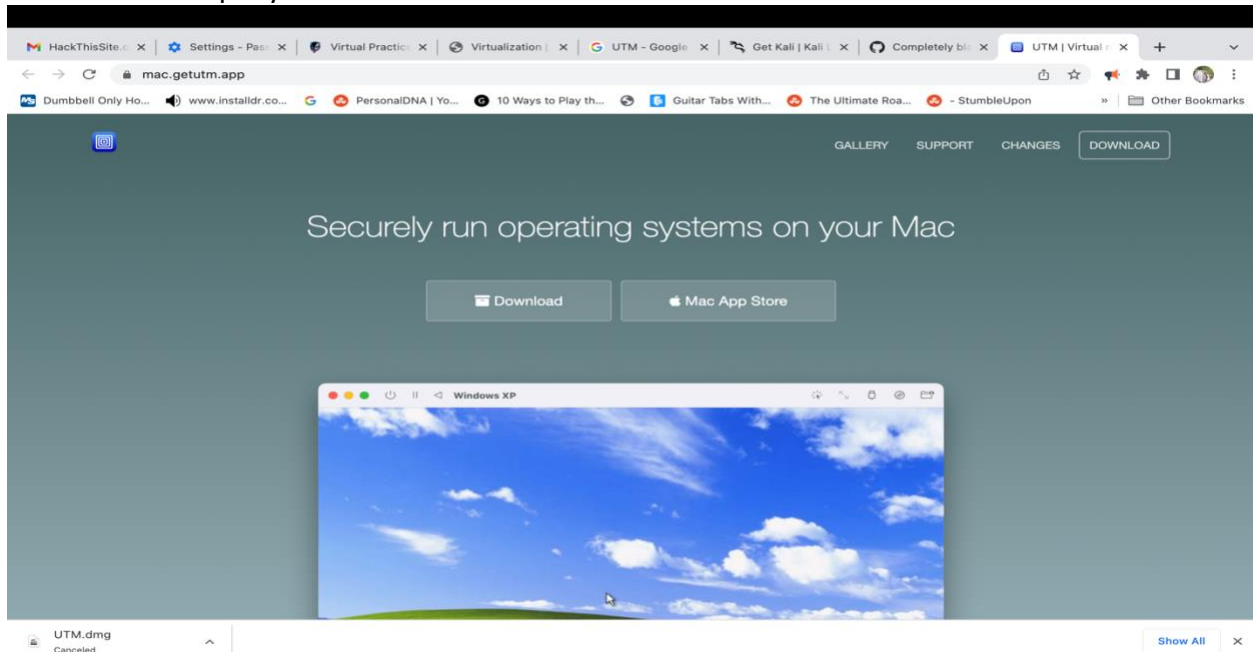 HackThisSite.c
Settings - Pass
Virtual Practic
Virtualization |
UTM - Google
Get Kali | Kali L
Completely bl
UTM | Virtual
mac.getutm.app
Dumbbell Only Ho...
www.installdr.co...
PersonalDNA | Yo...
10 Ways to Play th...
Guitar Tabs With...
The Ultimate Roa...
- StumbleUpon
»
Other Bookmarks
GALLERY SUPPORT CHANGES DOWNLOAD
Securely run operating systems on your Mac
Download Mac App Store
Windows XP
UTM.dmg
Canceled
Show All